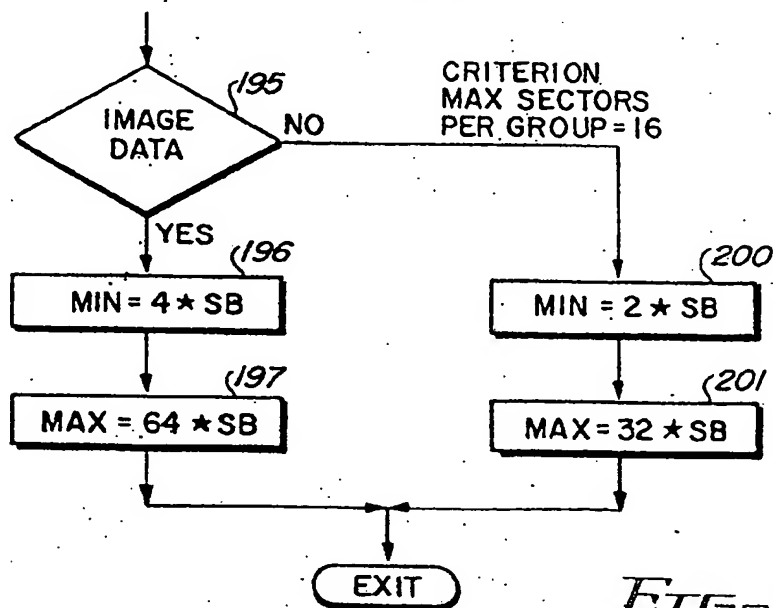 195
IMAGE
DATA
NO
CRITERION
MAX SECTORS
PER GROUP = 16
YES
196
MIN = 4 * SB
200
MIN = 2 * SB
197
MAX = 64 * SB
201
MAX = 32 * SB
EXIT